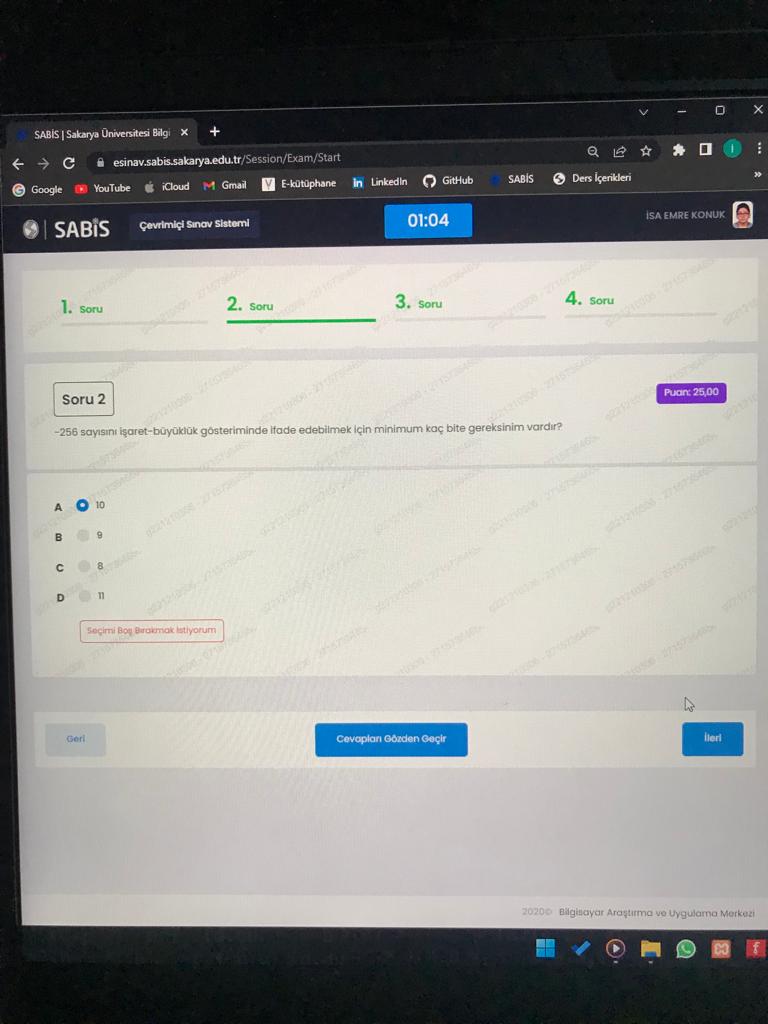 SABİS | Sakarya Üniversitesi Bilgi
esinav.sabis.sakarya.edu.tr/Session/Exam/Start
Google YouTube iCloud Gmail E-kütüphane LinkedIn GitHub SABİS Ders İçerikleri
SABİS Çevrimiçi Sınav Sistemi 01:04 İSA EMRE KONUK
1. Soru 2. Soru 3. Soru 4. Soru
Soru 2 Puan: 25,00
-256 sayısını işaret-büyüklük gösteriminde ifade edebilmek için minimum kaç bite gereksinim vardır?
A 10
B 9
C 8
D 11
Seçimi Boş Bırakmak İstiyorum
Geri Cevapları Gözden Geçir İleri
2020© Bilgisayar Araştırma ve Uygulama Merkezi